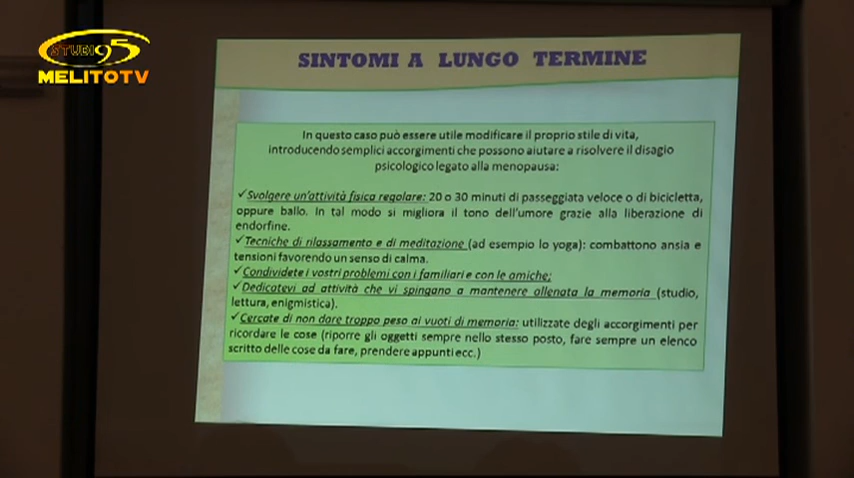 STUDIO 95
MELITOTV
SINTOMI A LUNGO TERMINE
In questo caso può essere utile modificare il proprio stile di vita,
introducendo semplici accorgimenti che possono aiutare a risolvere il disagio
psicologico legato alla menopausa:
✓Svolgere un'attività fisica regolare: 20 o 30 minuti di passeggiata veloce o di bicicletta,
oppure ballo. In tal modo si migliora il tono dell'umore grazie alla liberazione di
endorfine.
✓Tecniche di rilassamento e di meditazione (ad esempio lo yoga): combattono ansia e
tensioni favorendo un senso di calma.
✓Condividete i vostri problemi con i familiari e con le amiche;
✓Dedicatevi ad attività che vi spingano a mantenere allenata la memoria (studio,
lettura, enigmistica).
✓Cercate di non dare troppo peso ai vuoti di memoria: utilizzate degli accorgimenti per
ricordare le cose (riporre gli oggetti sempre nello stesso posto, fare sempre un elenco
scritto delle cose da fare, prendere appunti ecc.)